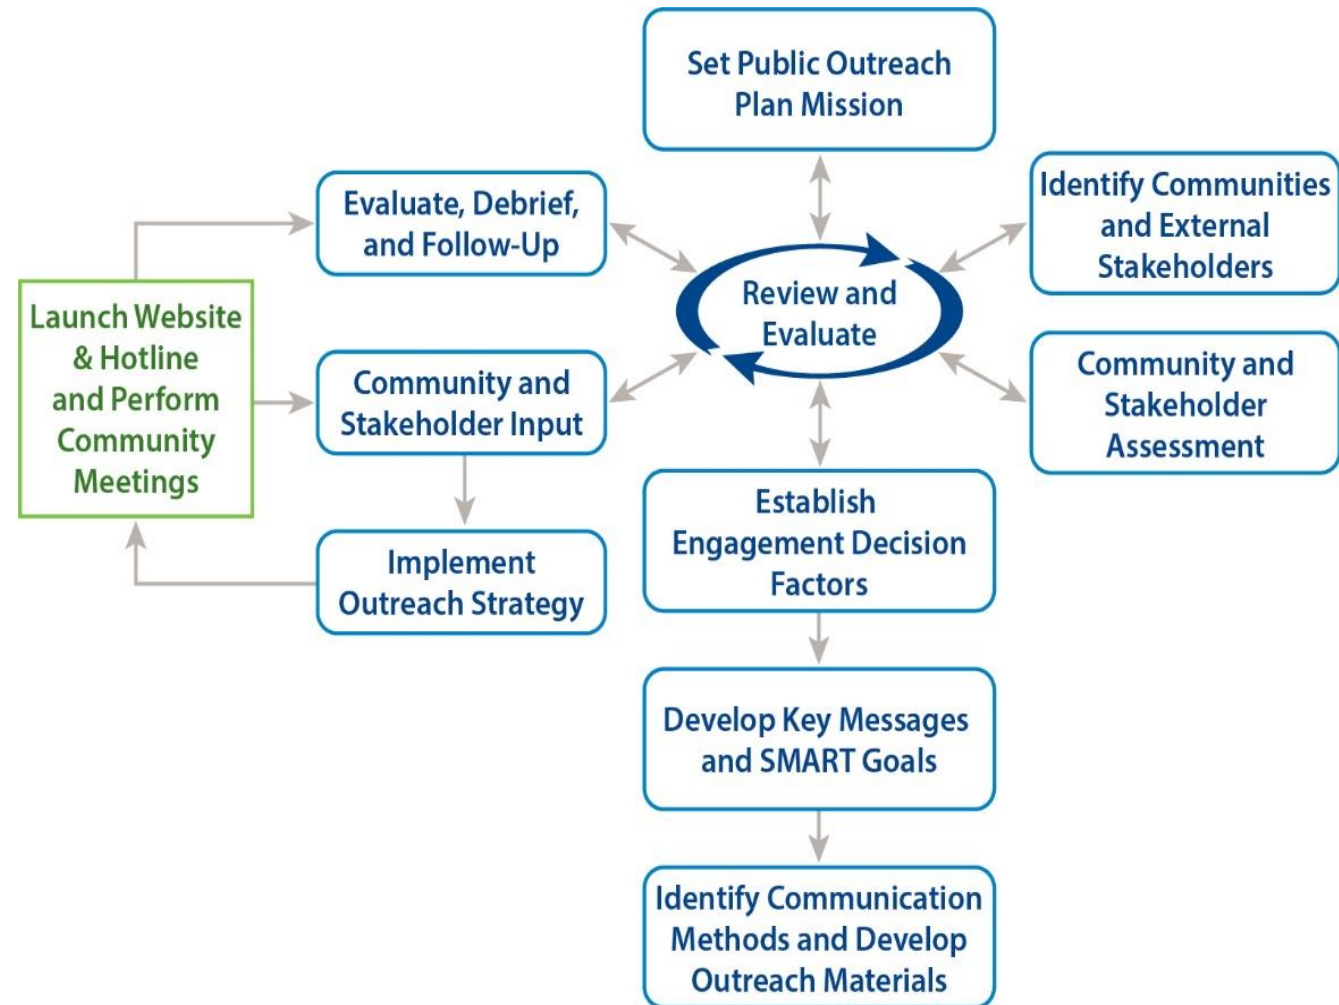 Set Public Outreach
Plan Mission
Identify Communities
and External
Stakeholders
Evaluate, Debrief,
and Follow-Up
Review and
Evaluate
Launch Website
& Hotline
and Perform
Community
Meetings
Community and
Stakeholder Input
Community and
Stakeholder
Assessment
Establish
Engagement Decision
Factors
Implement
Outreach Strategy
Develop Key Messages
and SMART Goals
Identify Communication
Methods and Develop
Outreach Materials